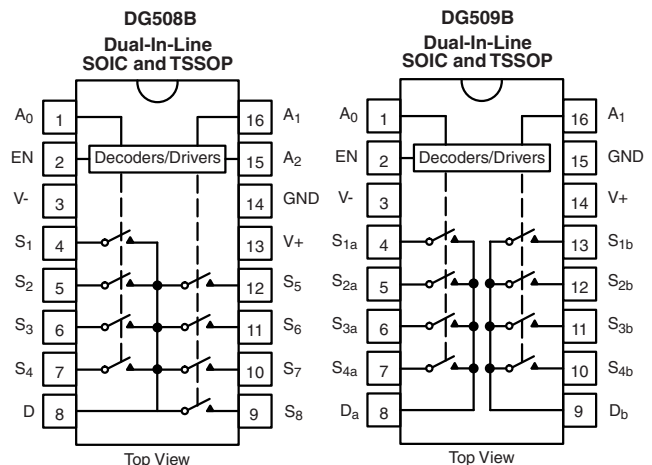 DG508B
Dual-In-Line
SOIC and TSSOP
A0 1 16 A1
EN 2 Decoders/Drivers 15 A2
V- 3 14 GND
S1 4 13 V+
S2 5 12 S5
S3 6 11 S6
S4 7 10 S7
D 8 9 S8
Top View
DG509B
Dual-In-Line
SOIC and TSSOP
A0 1 16 A1
EN 2 Decoders/Drivers 15 GND
V- 3 14 V+
S1a 4 13 S1b
S2a 5 12 S2b
S3a 6 11 S3b
S4a 7 10 S4b
Da 8 9 Db
Top View